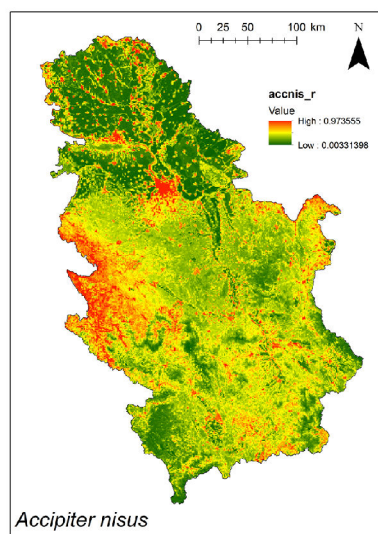 0 25 50 100 km
N
accnis_r
Value
High : 0.973555
Low : 0.00331398
Accipiter nisus